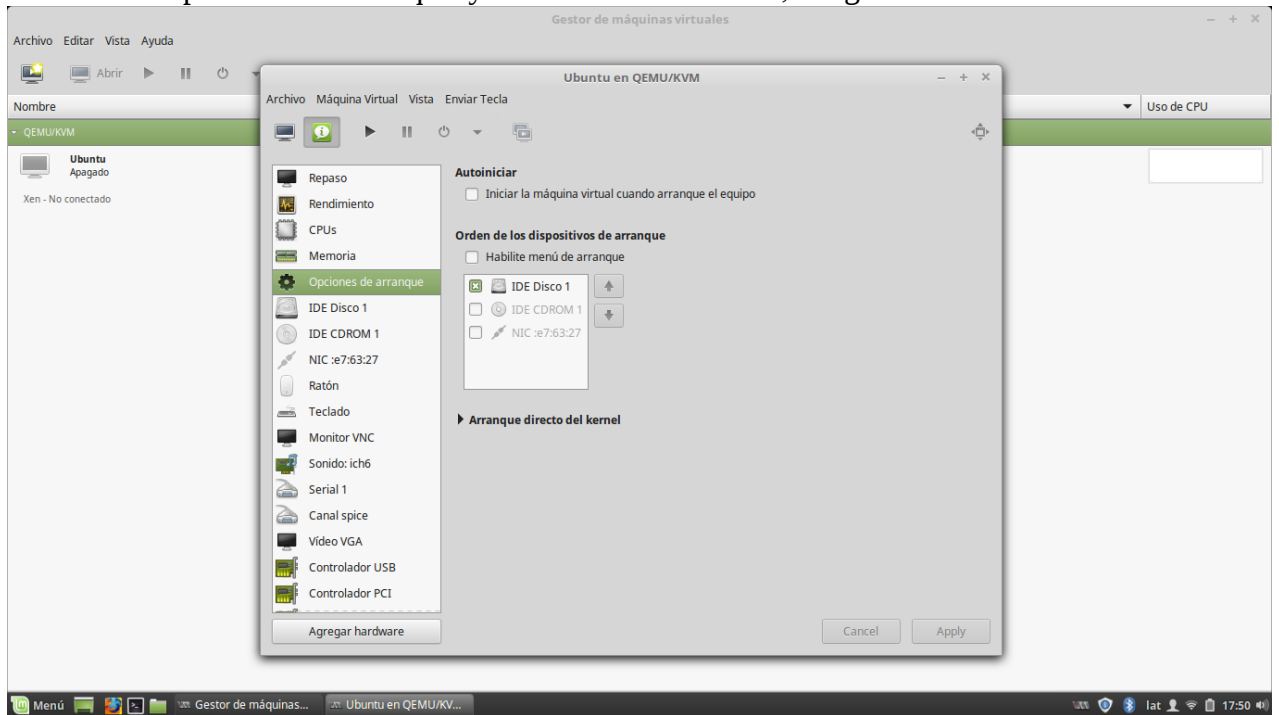 Gestor de máquinas virtuales
Archivo Editar Vista Ayuda
Abrir
Nombre
Uso de CPU
QEMU/KVM
Ubuntu
Apagado
Xen - No conectado
Ubuntu en QEMU/KVM
Archivo Máquina Virtual Vista Enviar Tecla
Repaso
Rendimiento
CPUs
Memoria
Opciones de arranque
IDE Disco 1
IDE CDROM 1
NIC :e7:63:27
Ratón
Teclado
Monitor VNC
Sonido: ich6
Serial 1
Canal spice
Vídeo VGA
Controlador USB
Controlador PCI
Agregar hardware
Autoiniciar
Iniciar la máquina virtual cuando arranque el equipo
Orden de los dispositivos de arranque
Habilite menú de arranque
IDE Disco 1
IDE CDROM 1
NIC :e7:63:27
Arranque directo del kernel
Cancel
Apply
Menú
Gestor de máquinas...
Ubuntu en QEMU/KV...
lat
17:50